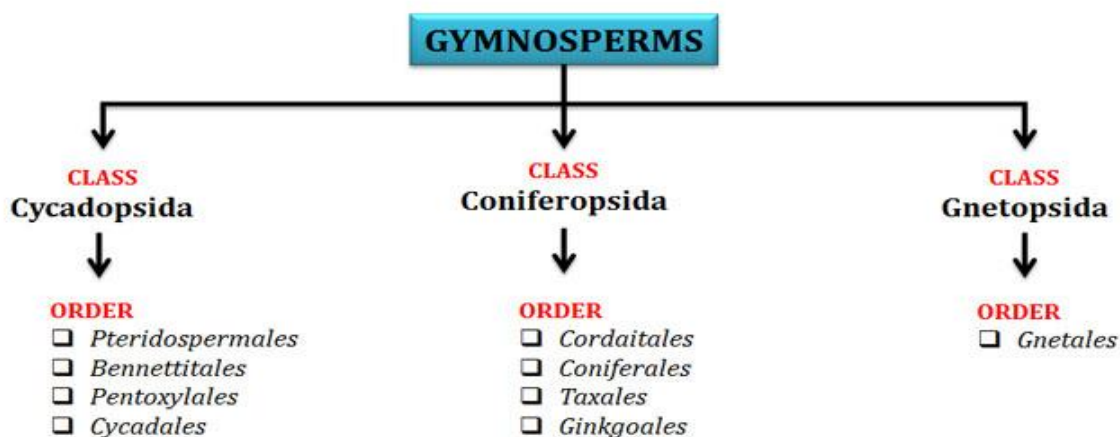 GYMNOSPERMS
CLASS
Cycadopsida
ORDER
❑ Pteridospermales
❑ Bennettitales
❑ Pentoxylales
❑ Cycadales
CLASS
Coniferopsida
ORDER
❑ Cordaitales
❑ Coniferales
❑ Taxales
❑ Ginkgoales
CLASS
Gnetopsida
ORDER
❑ Gnetales